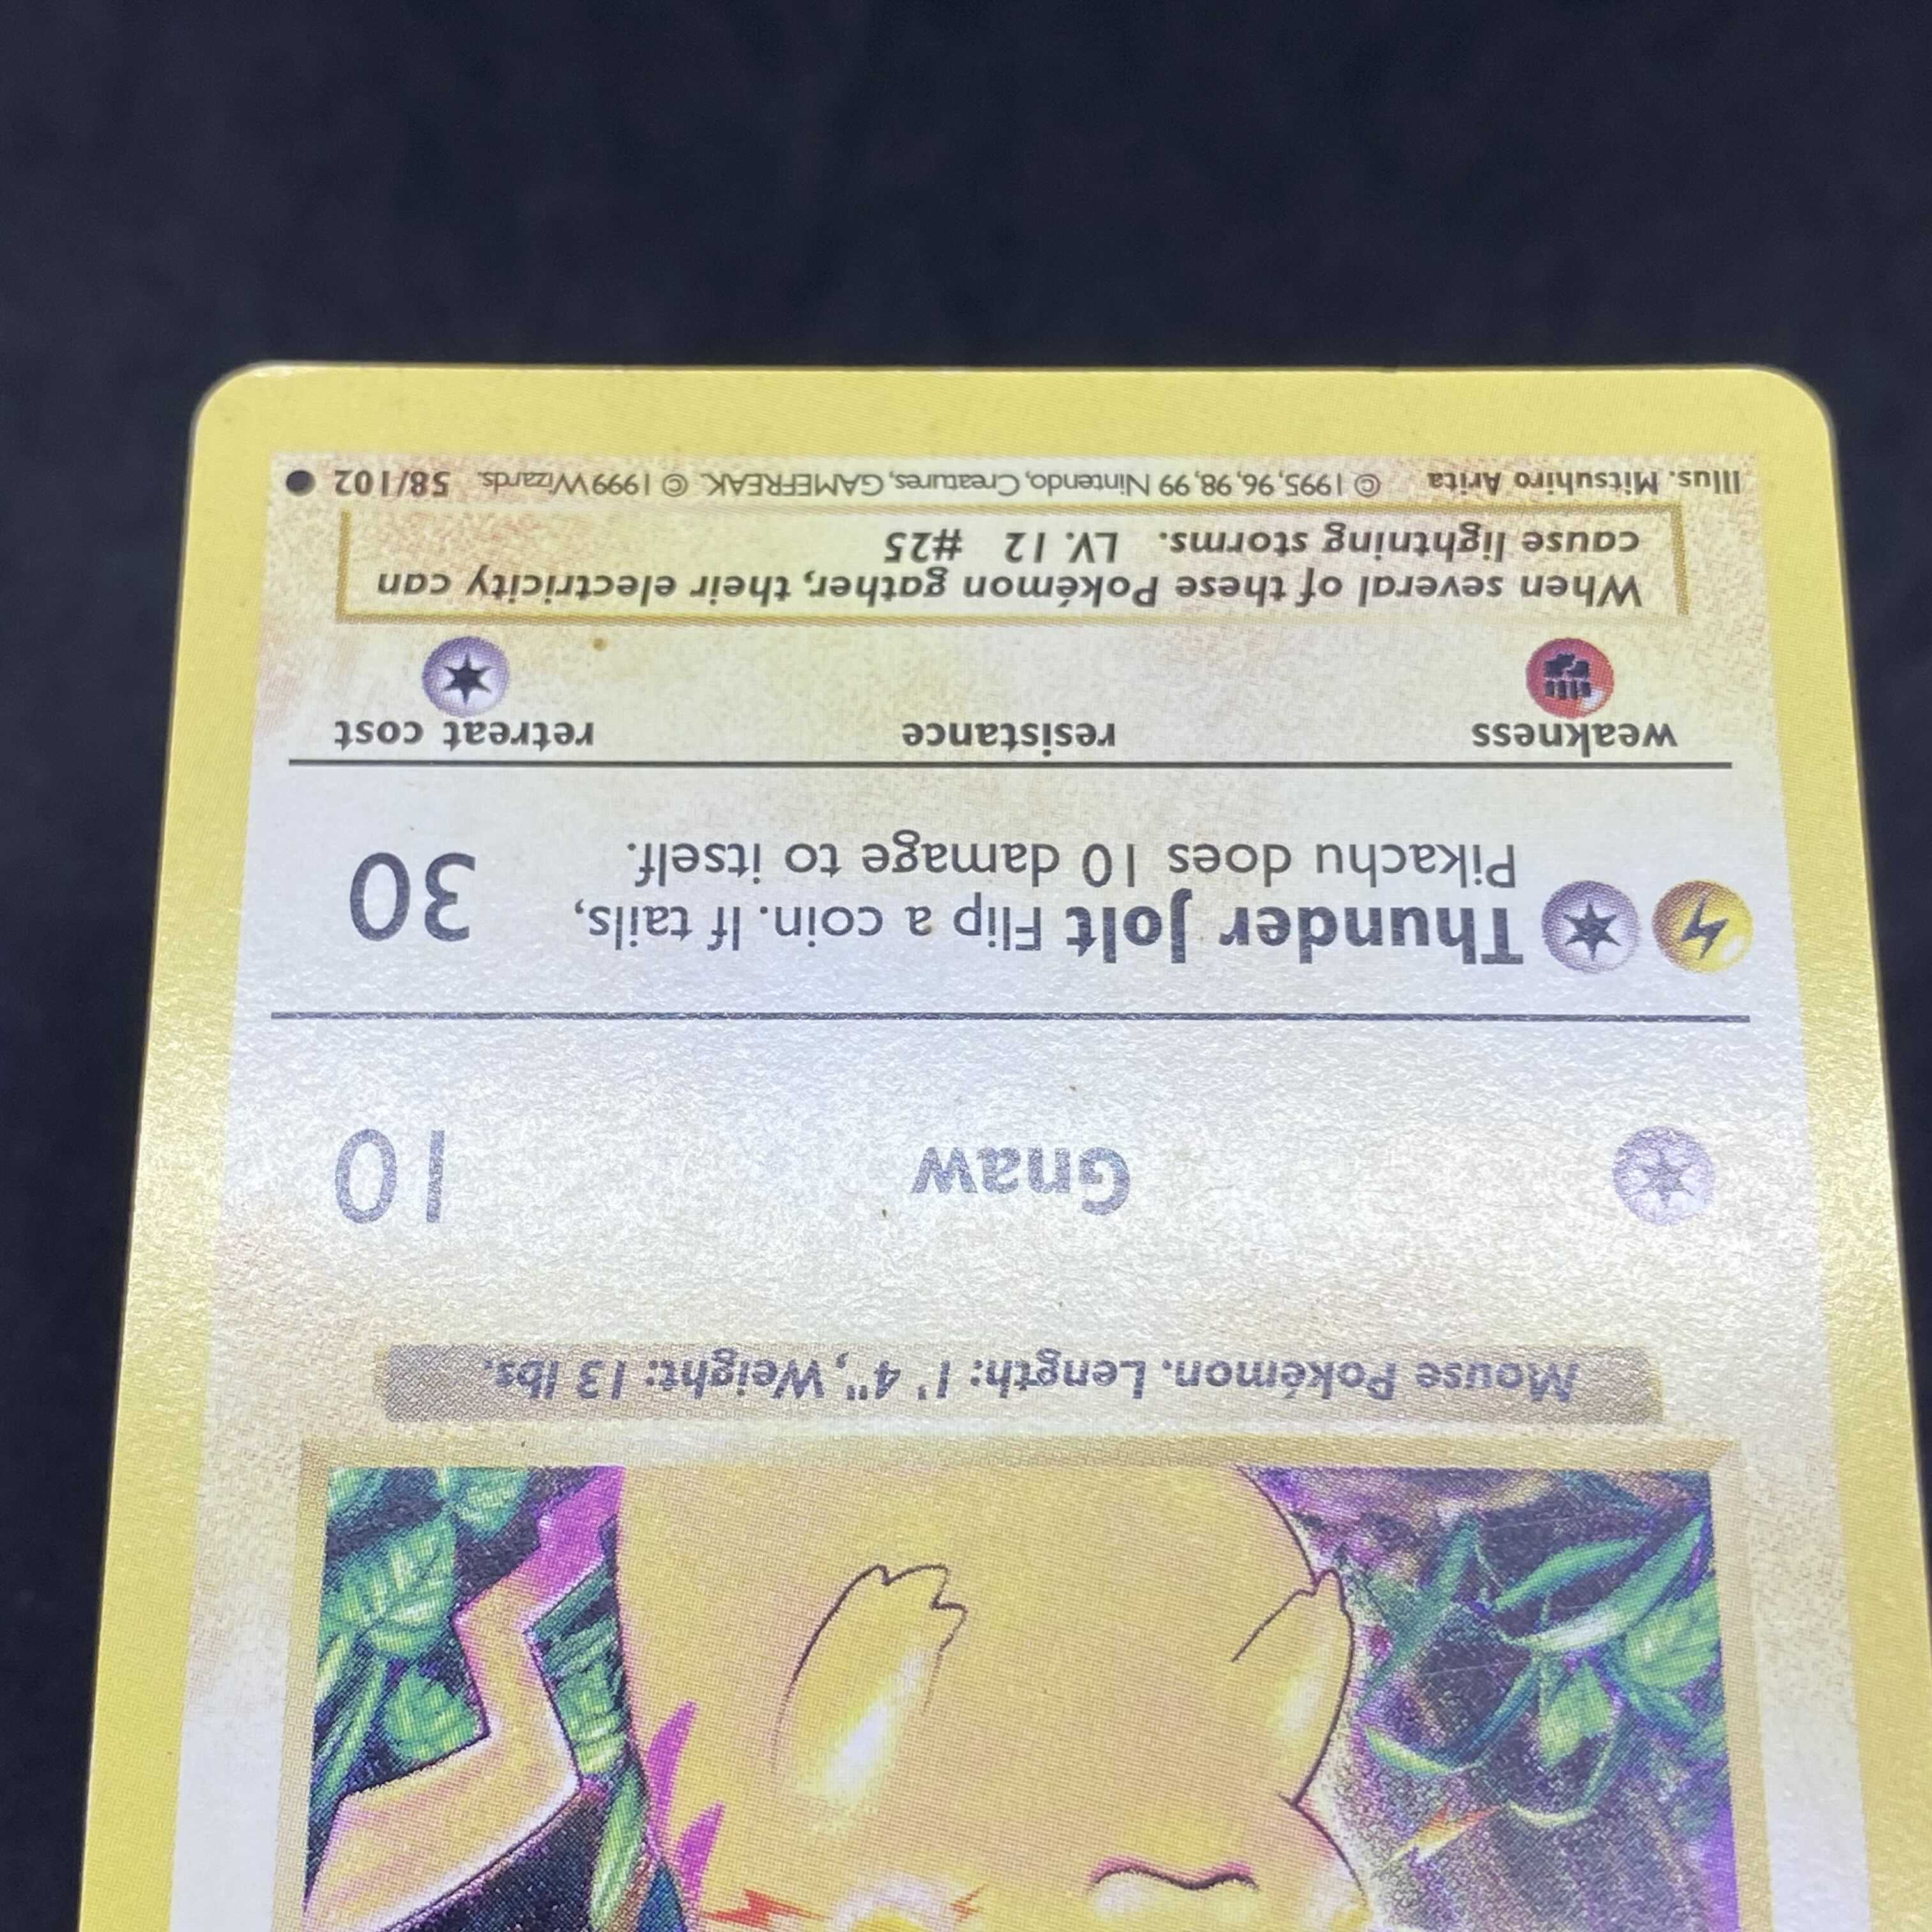 Mouse Pokémon. Length: 1' 4", Weight: 13 lbs.
Gnaw 10
Thunder Jolt Flip a coin. If tails,
Pikachu does 10 damage to itself. 30
weakness resistance retreat cost
When several of these Pokémon gather, their electricity can
cause lightning storms. LV. 12 #25
Illus. Mitsuhiro Arita © 1995, 96, 98, 99 Nintendo, Creatures, GAMEFREAK. © 1999 Wizards. 58/102